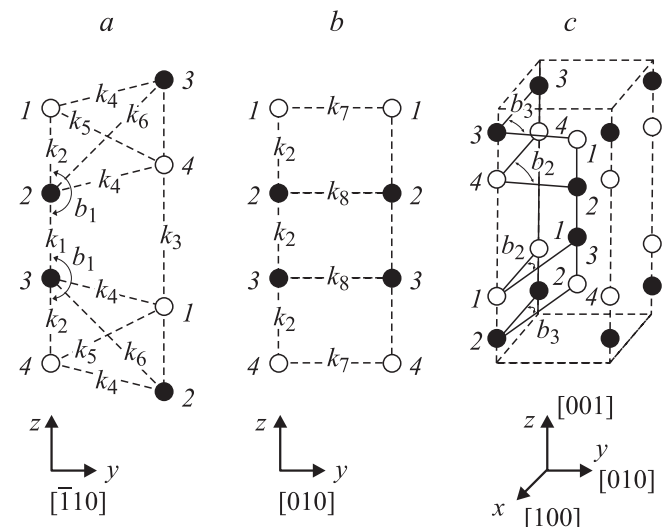 a b c
3
1 k4 k7 1 1 3
k5 k6 b3
k2 4 k2 3 4 1
k4 4 b2
2 b1 2 k8 2 2
k1 b1 k3 k2 1
3 3 k8 3 b2 3
k4 1 2
k2 k5 k6 k2 1 4
4 k4 4 k7 4 2 b3
2
[001]
z z z
y y y
[010]
[1̅10] [010] x [100]